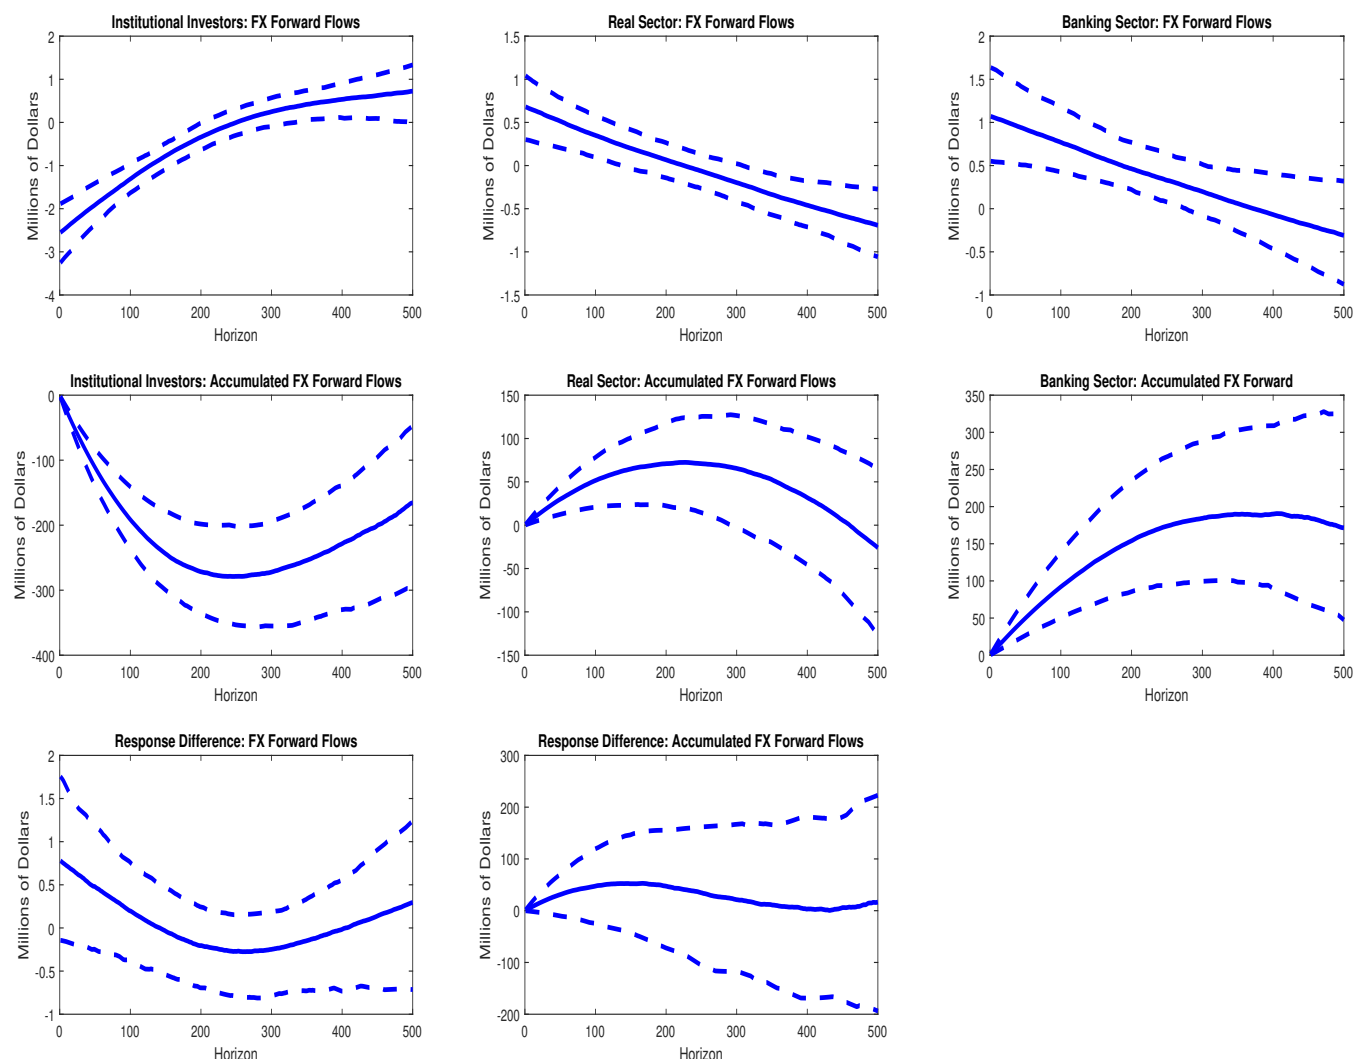 Institutional Investors: FX Forward Flows
Millions of Dollars
2
1
0
-1
-2
-3
-4
0 100 200 300 400 500
Horizon
Real Sector: FX Forward Flows
Millions of Dollars
1.5
1
0.5
0
-0.5
-1
-1.5
0 100 200 300 400 500
Horizon
Banking Sector: FX Forward Flows
Millions of Dollars
2
1.5
1
0.5
0
-0.5
-1
0 100 200 300 400 500
Horizon
Institutional Investors: Accumulated FX Forward Flows
Millions of Dollars
0
-100
-200
-300
-400
0 100 200 300 400 500
Horizon
Real Sector: Accumulated FX Forward Flows
Millions of Dollars
150
100
50
0
-50
-100
-150
0 100 200 300 400 500
Horizon
Banking Sector: Accumulated FX Forward
Millions of Dollars
350
300
250
200
150
100
50
0
0 100 200 300 400 500
Horizon
Response Difference: FX Forward Flows
Millions of Dollars
2
1.5
1
0.5
0
-0.5
-1
0 100 200 300 400 500
Horizon
Response Difference: Accumulated FX Forward Flows
Millions of Dollars
300
200
100
0
-100
-200
0 100 200 300 400 500
Horizon